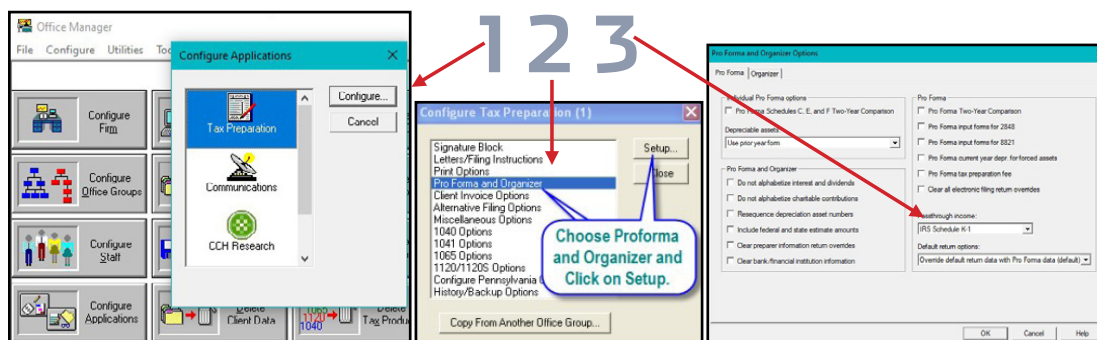 1 2 3
Office Manager
File Configure Utilities
Configure
Firm
Configure
Office Groups
Configure
Staff
Configure
Applications
Client Data
1040
Configure Applications
Tax Preparation
Communications
CCH Research
Configure...
Cancel
Configure Tax Preparation (1)
Signature Block
Letters/Filing Instructions
Print Options
Pro Forma and Organizer
Client Invoice Options
Alternative Filing Options
Miscellaneous Options
1040 Options
1041 Options
1065 Options
1120/1120S Options
Configure Pennsylvania
History/Backup Options
Setup...
Choose Proforma
and Organizer and
Click on Setup.
Copy From Another Office Group...
Pro Forma and Organizer Options
Pro Forma Organizer
Individual Pro Forma options
Pro Forma Schedules C, E, and F Two-Year Comparison
Depreciable assets:
Use prior year form
Pro Forma and Organizer
Do not alphabetize interest and dividends
Do not alphabetize charitable contributions
Resequence depreciation asset numbers
Include federal and state estimate amounts
Clear preparer information return overrides
Clear bank/financial institution information
Pro Forma
Pro Forma Two-Year Comparison
Pro Forma input forms for 2848
Pro Forma input forms for 8821
Pro Forma current year depr. for forced assets
Pro Forma tax preparation fee
Clear all electronic filing return overrides
income:
IRS Schedule K-1
Default return options:
Override default return data with Pro Forma data (default)
OK Cancel Help